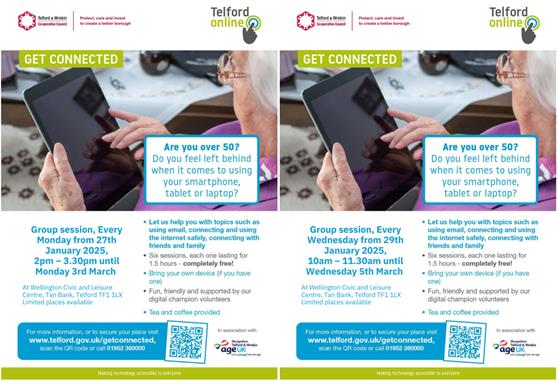 Telford & Wrekin
Co-operative Council
Protect, care and invest
to create a better borough
Telford
online
GET CONNECTED
Are you over 50?
Do you feel left behind
when it comes to using
your smartphone,
tablet or laptop?
Group session, Every
Monday from 27th
January 2025,
2pm – 3.30pm until
Monday 3rd March
At Wellington Civic and Leisure
Centre, Tan Bank, Telford TF1 1LX
Limited places available
• Let us help you with topics such as
using email, connecting and using
the internet safely, connecting with
friends and family
• Six sessions, each one lasting for
1.5 hours - completely free!
• Bring your own device (if you have
one)
• Fun, friendly and supported by our
digital champion volunteers
• Tea and coffee provided
For more information, or to secure your place visit
www.telford.gov.uk/getconnected,
scan the QR code or call 01952 380000
In association with
Shropshire
Telford & Wrekin
age UK
Making technology accessible to everyone
Telford & Wrekin
Co-operative Council
Protect, care and invest
to create a better borough
Telford
online
GET CONNECTED
Are you over 50?
Do you feel left behind
when it comes to using
your smartphone,
tablet or laptop?
Group session, Every
Wednesday from 29th
January 2025,
10am – 11.30am until
Wednesday 5th March
At Wellington Civic and Leisure
Centre, Tan Bank, Telford TF1 1LX
Limited places available
• Let us help you with topics such as
using email, connecting and using
the internet safely, connecting with
friends and family
• Six sessions, each one lasting for
1.5 hours - completely free!
• Bring your own device (if you have
one)
• Fun, friendly and supported by our
digital champion volunteers
• Tea and coffee provided
For more information, or to secure your place visit
www.telford.gov.uk/getconnected,
scan the QR code or call 01952 380000
In association with
Shropshire
Telford & Wrekin
age UK
Making technology accessible to everyone